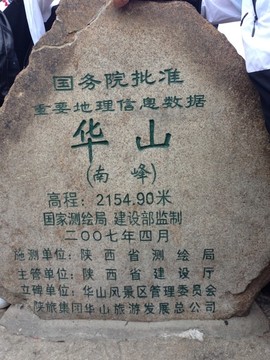 国务院批准
重要地理信息数据
华山
(南峰)
高程：2154.90米
国家测绘局 建设部监制
二00七年四月
施测单位：陕西省测绘局
主管单位：陕西省建设厅
立碑单位：华山风景区管理委员会
陕旅集团华山旅游发展总公司